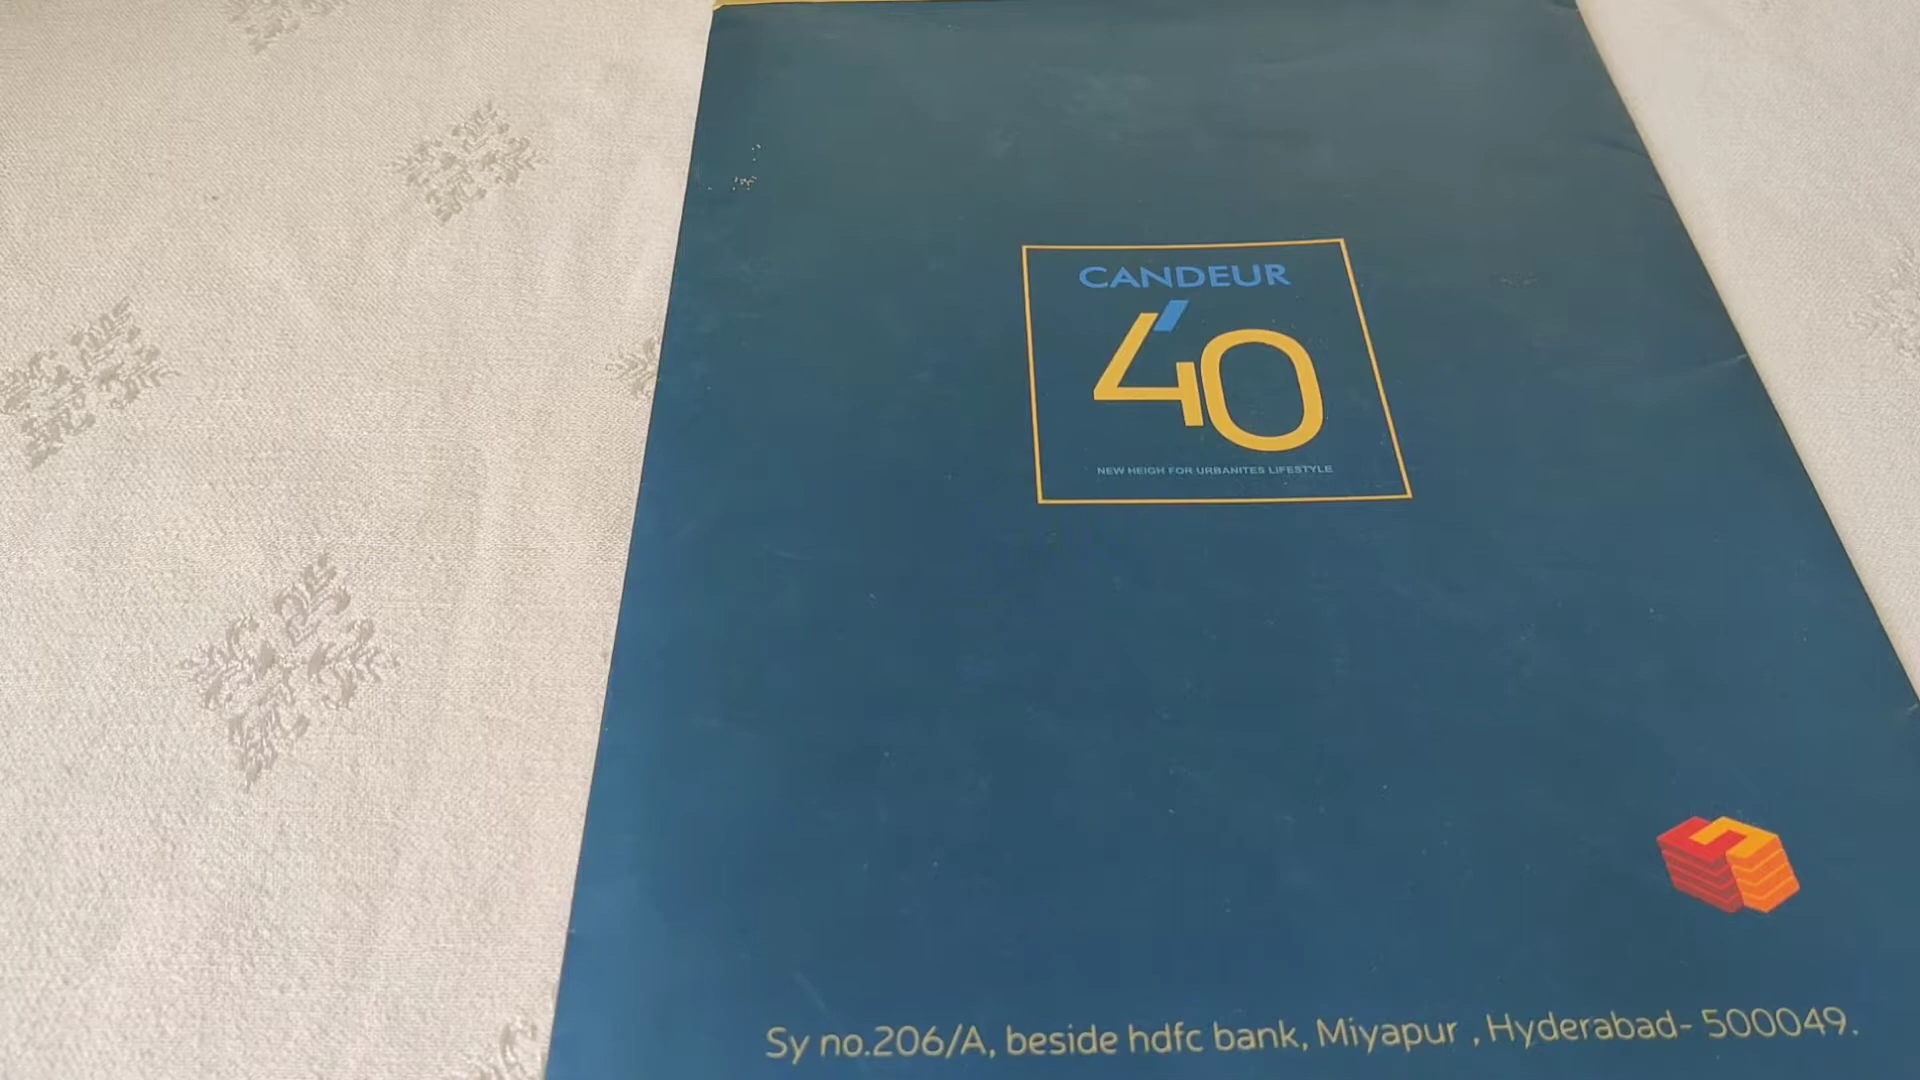 CANDEUR
40
NEW HEIGH FOR URBANITES LIFESTYLE
Sy no.206/A, beside hdfc bank, Miyapur , Hyderabad- 500049.